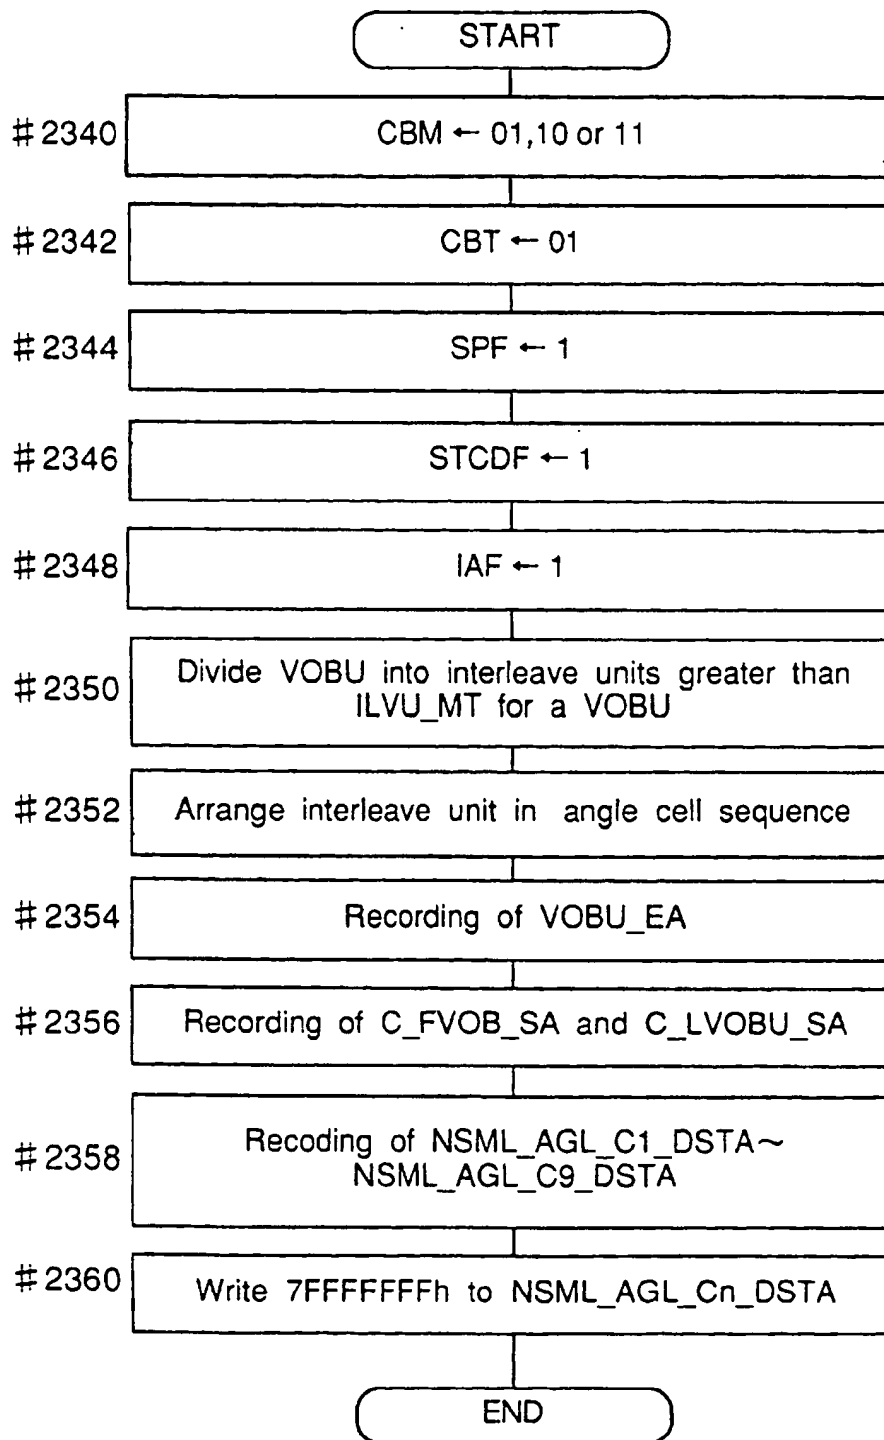 START
#2340 CBM ← 01,10 or 11
#2342 CBT ← 01
#2344 SPF ← 1
#2346 STCDF ← 1
#2348 IAF ← 1
#2350 Divide VOBU into interleave units greater than
ILVU_MT for a VOBU
#2352 Arrange interleave unit in angle cell sequence
#2354 Recording of VOBU_EA
#2356 Recording of C_FVOB_SA and C_LVOBU_SA
#2358 Recoding of NSML_AGL_C1_DSTA~
NSML_AGL_C9_DSTA
#2360 Write 7FFFFFFFh to NSML_AGL_Cn_DSTA
END